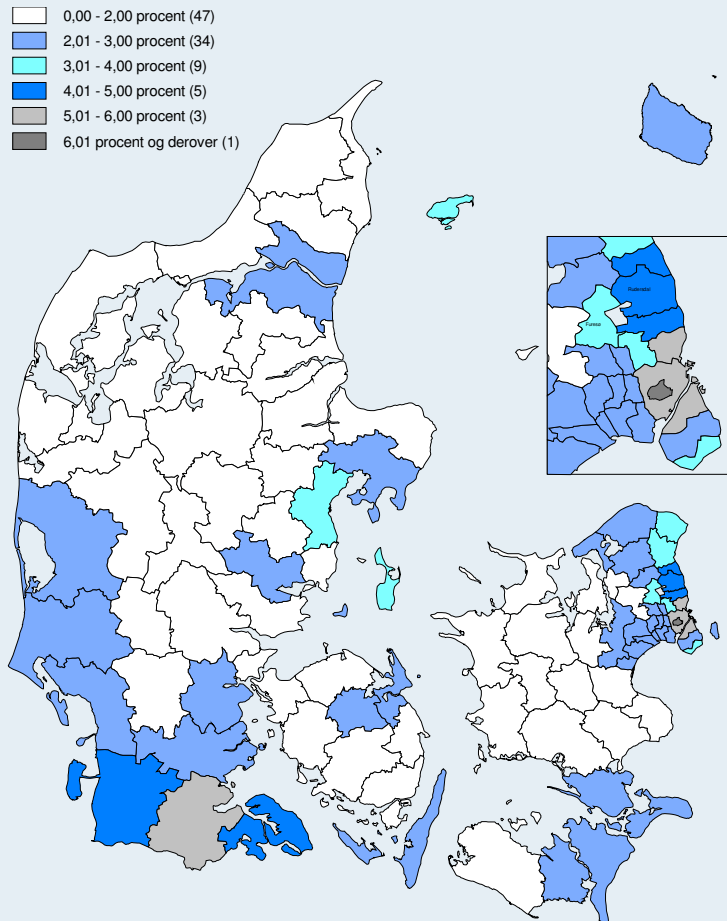 0,00 - 2,00 procent (47)
2,01 - 3,00 procent (34)
3,01 - 4,00 procent (9)
4,01 - 5,00 procent (5)
5,01 - 6,00 procent (3)
6,01 procent og derover (1)
Rudersdal
Furesø